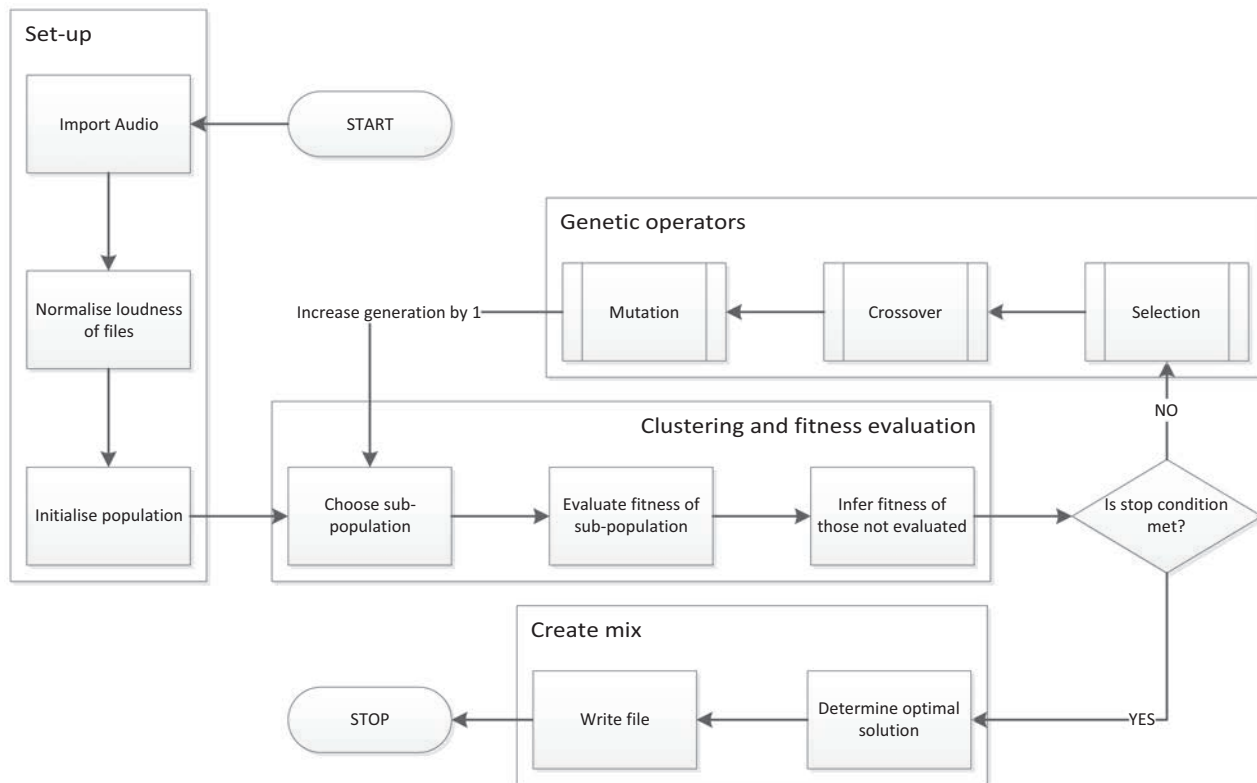 Set-up
Import Audio
START
Normalise loudness
of files
Initialise population
Genetic operators
Increase generation by 1
Mutation
Crossover
Selection
NO
Clustering and fitness evaluation
Choose sub-
population
Evaluate fitness of
sub-population
Infer fitness of
those not evaluated
Is stop condition
met?
YES
Create mix
STOP
Write file
Determine optimal
solution